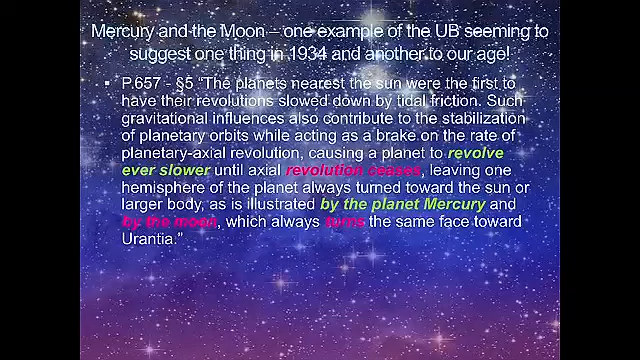 Mercury and the Moon – one example of the UB seeming to
suggest one thing in 1934 and another to our age!
▪ P.657 - §5 “The planets nearest the sun were the first to
have their revolutions slowed down by tidal friction. Such
gravitational influences also contribute to the stabilization
of planetary orbits while acting as a brake on the rate of
planetary-axial revolution, causing a planet to revolve
ever slower until axial revolution ceases, leaving one
hemisphere of the planet always turned toward the sun or
larger body, as is illustrated by the planet Mercury and
by the moon, which always turns the same face toward
Urantia.”